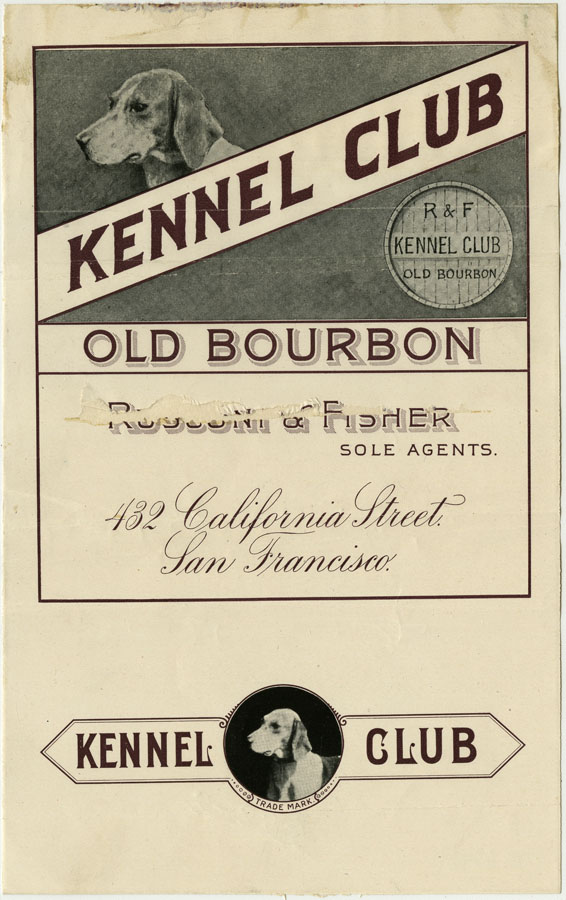 KENNEL CLUB
R & F
KENNEL CLUB
OLD BOURBON
OLD BOURBON
& FISHER
SOLE AGENTS.
432 California Street.
San Francisco.
KENNEL CLUB
TRADE MARK